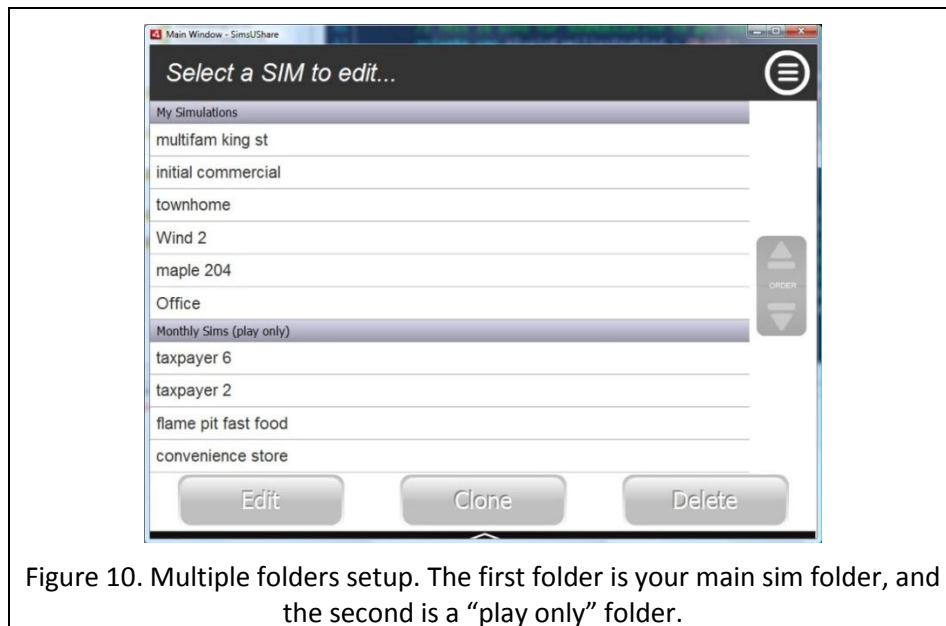 Main Window - SimsUShare
Select a SIM to edit...
My Simulations
multifam king st
initial commercial
townhome
Wind 2
maple 204
ORDER
Office
Monthly Sims (play only)
taxpayer 6
taxpayer 2
flame pit fast food
convenience store
Edit Clone Delete
Figure 10. Multiple folders setup. The first folder is your main sim folder, and
the second is a “play only” folder.